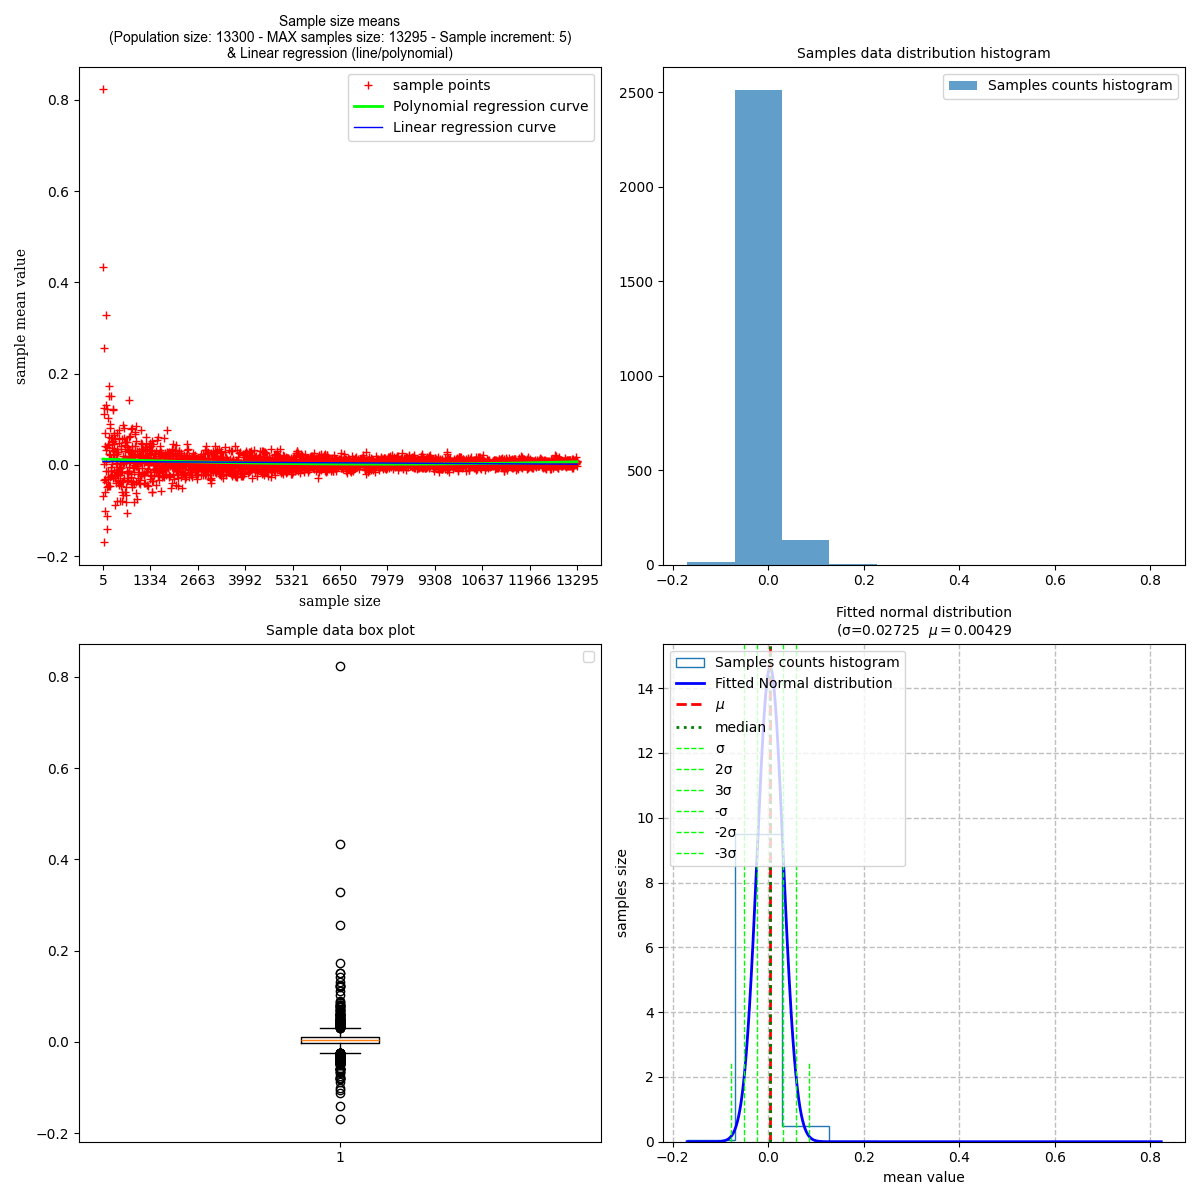 Sample size means
(Population size: 13300 - MAX samples size: 13295 - Sample increment: 5)
& Linear regression (line/polynomial)
sample points
Polynomial regression curve
Linear regression curve
0.8
0.6
0.4
0.2
0.0
−0.2
sample mean value
5 1334 2663 3992 5321 6650 7979 9308 10637 11966 13295
sample size
Samples data distribution histogram
Samples counts histogram
2500
2000
1500
1000
500
0
−0.2 0.0 0.2 0.4 0.6 0.8
Sample data box plot
0.8
0.6
0.4
0.2
0.0
−0.2
1
Fitted normal distribution
(σ=0.02725 μ = 0.00429
Samples counts histogram
Fitted Normal distribution
μ
median
σ
2σ
3σ
-σ
-2σ
-3σ
14
12
10
8
6
4
2
0
samples size
−0.2 0.0 0.2 0.4 0.6 0.8
mean value